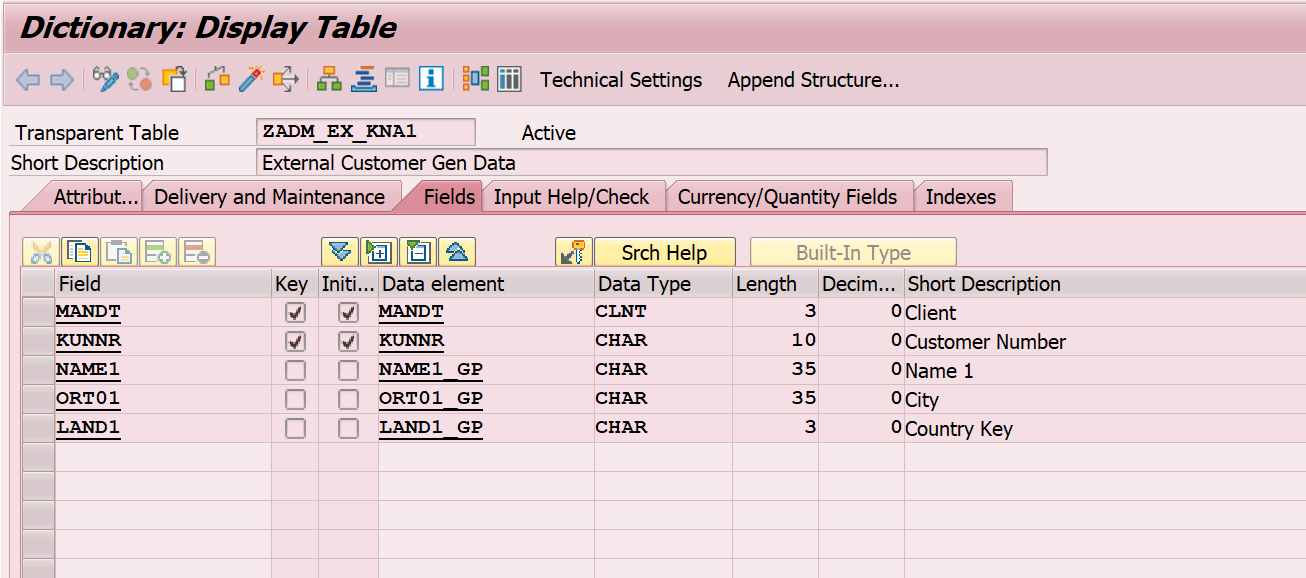 Dictionary: Display Table
Technical Settings Append Structure...
Transparent Table ZADM_EX_KNA1 Active
Short Description External Customer Gen Data
Attribut... Delivery and Maintenance Fields Input Help/Check Currency/Quantity Fields Indexes
Srch Help Built-In Type
Field Key Initi... Data element Data Type Length Decim... Short Description
MANDT MANDT CLNT 3 0 Client
KUNNR KUNNR CHAR 10 0 Customer Number
NAME1 NAME1_GP CHAR 35 0 Name 1
ORT01 ORT01_GP CHAR 35 0 City
LAND1 LAND1_GP CHAR 3 0 Country Key